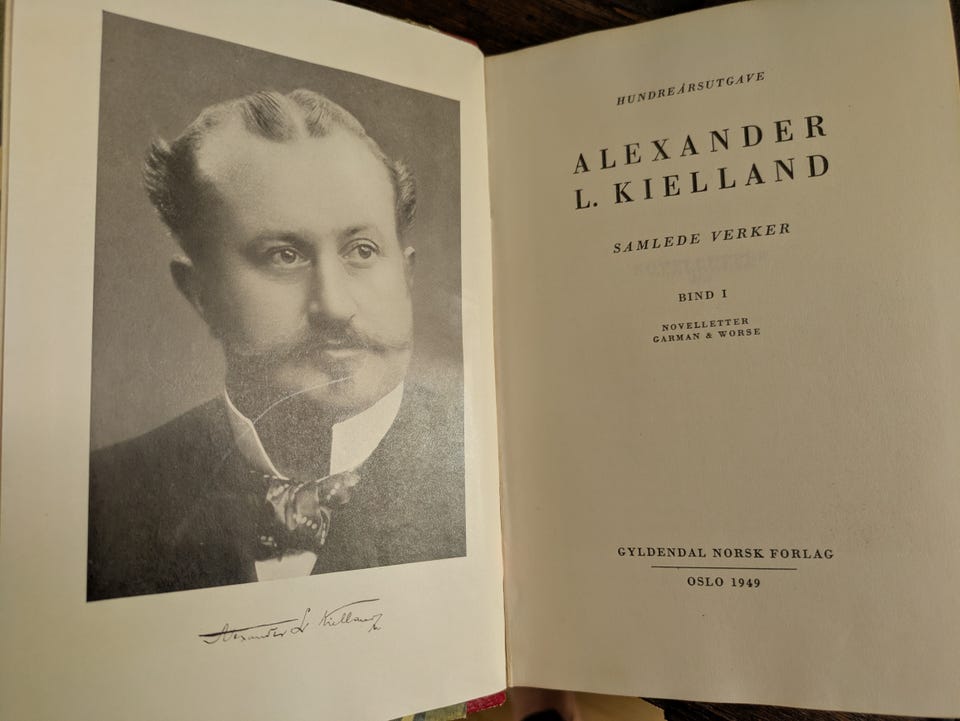 Alexander L. Kielland
HUNDREÅRSUTGAVE
ALEXANDER
L. KIELLAND
SAMLEDE VERKER
BIND I
NOVELLETTER
GARMAN & WORSE
GYLDENDAL NORSK FORLAG
OSLO 1949